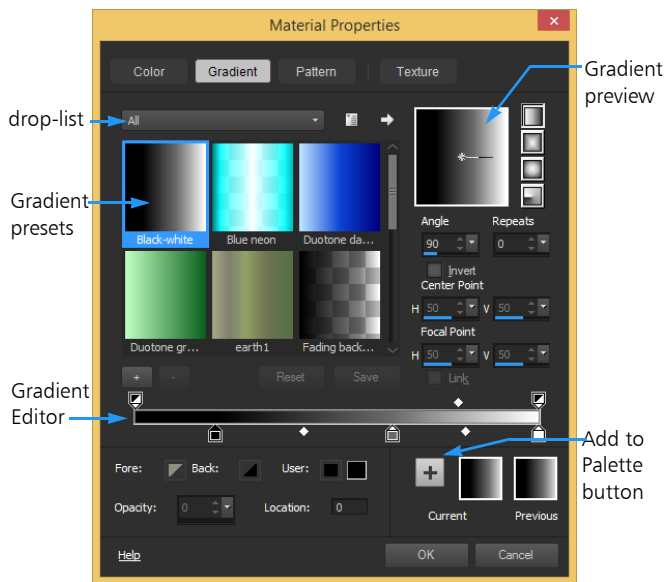 Material Properties
x
Color Gradient Pattern Texture
Gradient
preview
drop-list
All
Gradient
presets
Black-white Blue neon Duotone da...
Angle Repeats
90 0
Invert
Center Point
H 50 V 50
Focal Point
H 50 V 50
Link
Duotone gr... earth1 Fading back...
+ - Reset Save
Gradient
Editor
Add to
Palette
button
Fore: Back: User:
+
Opacity: 0 Location: 0
Current Previous
Help OK Cancel